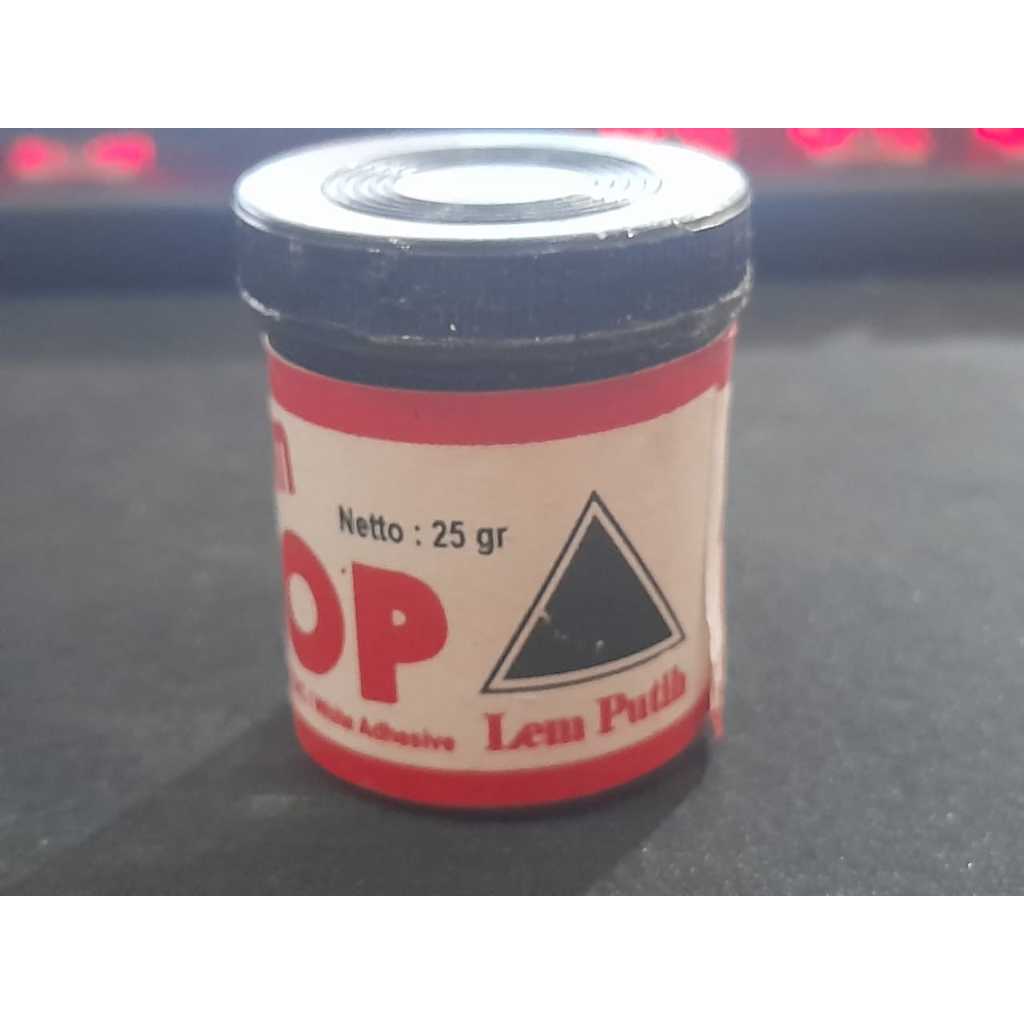 n
Netto : 25 gr
OP
White Adhesive
Lem Putih